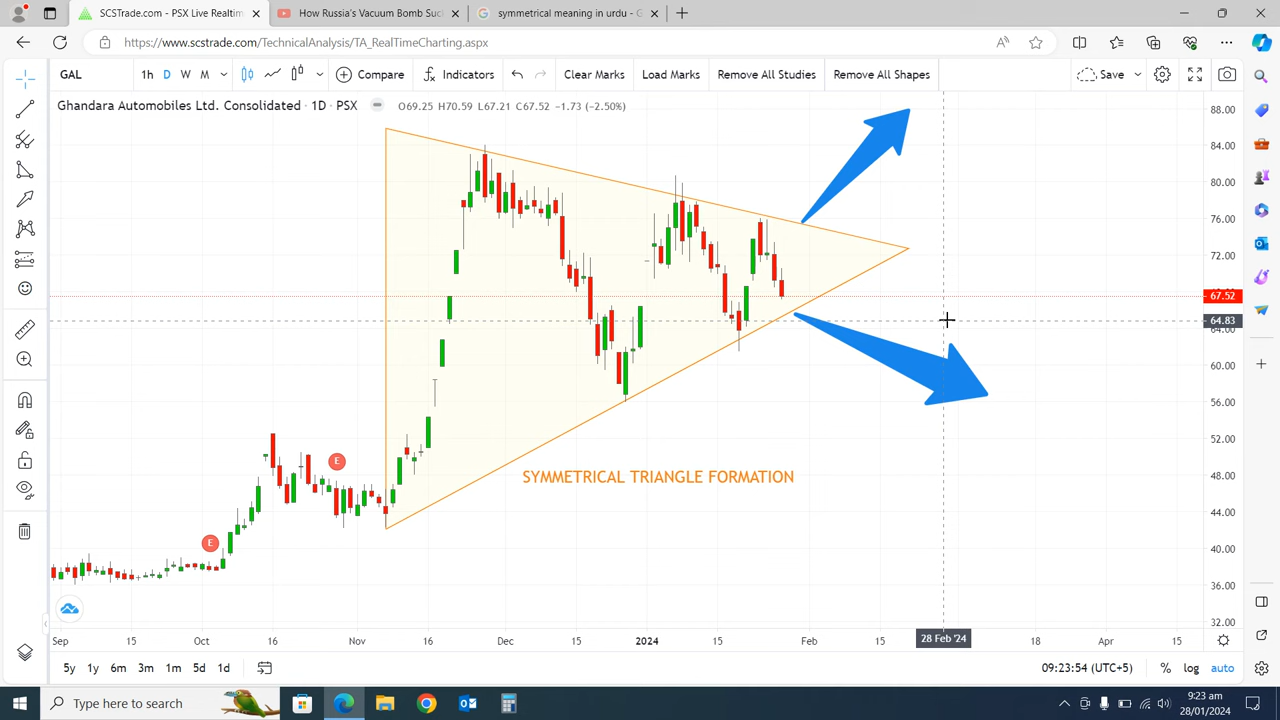 SCSTrade.com - PSX Live Realtim
How Russia's Vacuum Bomb Suc
symmetrical meaning in urdu - G
https://www.scstrade.com/TechnicalAnalysis/TA_RealTimeCharting.aspx
GAL
1h D W M
Compare
Indicators
Clear Marks
Load Marks
Remove All Studies
Remove All Shapes
Save
Ghandara Automobiles Ltd. Consolidated · 1D · PSX
O69.25 H70.59 L67.21 C67.52 −1.73 (−2.50%)
88.00
84.00
80.00
76.00
72.00
67.52
64.83
64.00
60.00
56.00
52.00
48.00
44.00
40.00
36.00
32.00
E
SYMMETRICAL TRIANGLE FORMATION
E
Sep 15 Oct 16 Nov 16 Dec 15 2024 15 Feb 15 28 Feb '24 18 Apr 15
5y 1y 6m 3m 1m 5d 1d
09:23:54 (UTC+5)
% log auto
Type here to search
9:23 am
28/01/2024